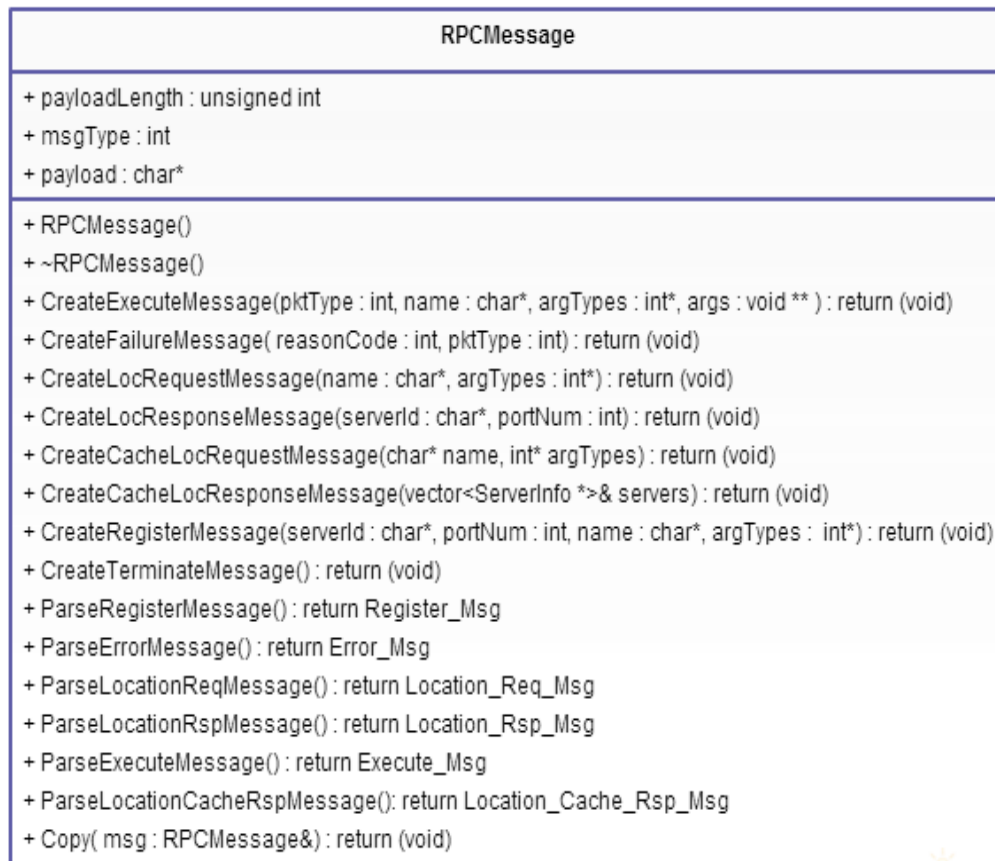 RPCMessage
+ payloadLength : unsigned int
+ msgType : int
+ payload : char*
+ RPCMessage()
+ ~RPCMessage()
+ CreateExecuteMessage(pktType : int, name : char*, argTypes : int*, args : void ** ) : return (void)
+ CreateFailureMessage( reasonCode : int, pktType : int) : return (void)
+ CreateLocRequestMessage(name : char*, argTypes : int*) : return (void)
+ CreateLocResponseMessage(serverId : char*, portNum : int) : return (void)
+ CreateCacheLocRequestMessage(char* name, int* argTypes) : return (void)
+ CreateCacheLocResponseMessage(vector<ServerInfo *>& servers) : return (void)
+ CreateRegisterMessage(serverId : char*, portNum : int, name : char*, argTypes : int*) : return (void)
+ CreateTerminateMessage() : return (void)
+ ParseRegisterMessage() : return Register_Msg
+ ParseErrorMessage() : return Error_Msg
+ ParseLocationReqMessage() : return Location_Req_Msg
+ ParseLocationRspMessage() : return Location_Rsp_Msg
+ ParseExecuteMessage() : return Execute_Msg
+ ParseLocationCacheRspMessage(): return Location_Cache_Rsp_Msg
+ Copy( msg : RPCMessage&) : return (void)